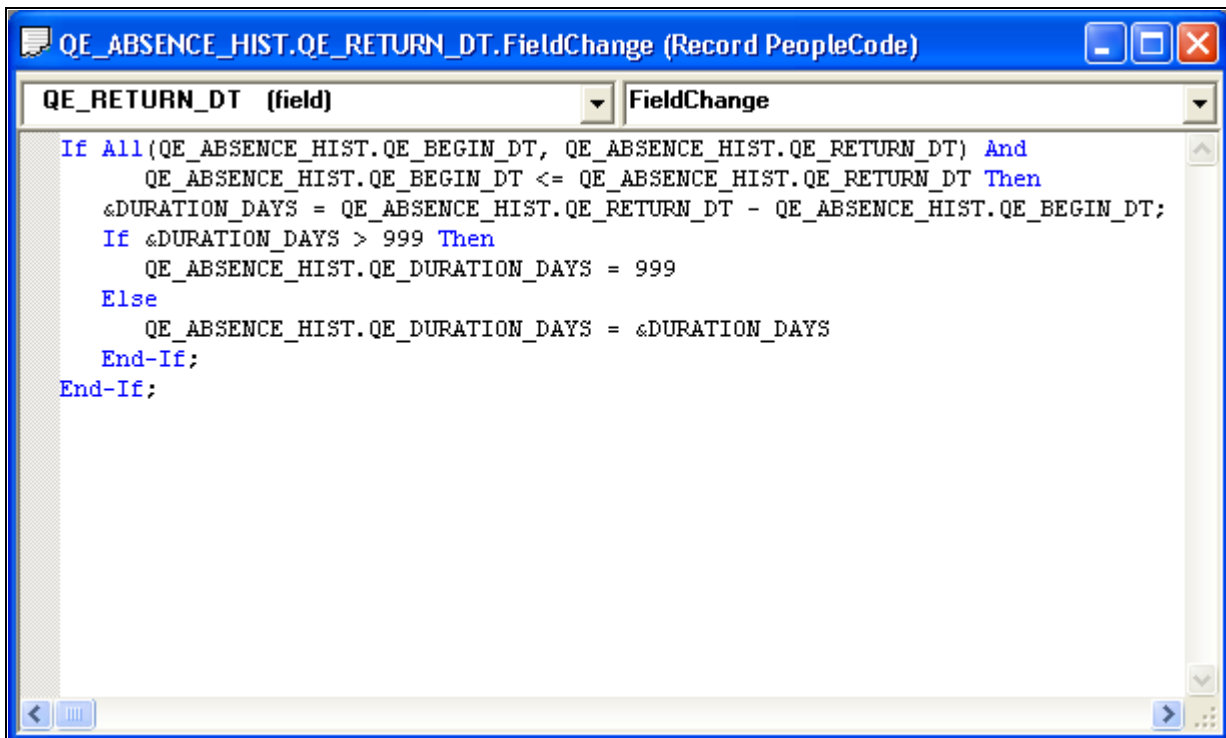 QE_ABSENCE_HIST.QE_RETURN_DT.FieldChange (Record PeopleCode)
QE_RETURN_DT (field) FieldChange
If All(QE_ABSENCE_HIST.QE_BEGIN_DT, QE_ABSENCE_HIST.QE_RETURN_DT) And
QE_ABSENCE_HIST.QE_BEGIN_DT <= QE_ABSENCE_HIST.QE_RETURN_DT Then
&DURATION_DAYS = QE_ABSENCE_HIST.QE_RETURN_DT - QE_ABSENCE_HIST.QE_BEGIN_DT;
If &DURATION_DAYS > 999 Then
QE_ABSENCE_HIST.QE_DURATION_DAYS = 999
Else
QE_ABSENCE_HIST.QE_DURATION_DAYS = &DURATION_DAYS
End-If;
End-If;